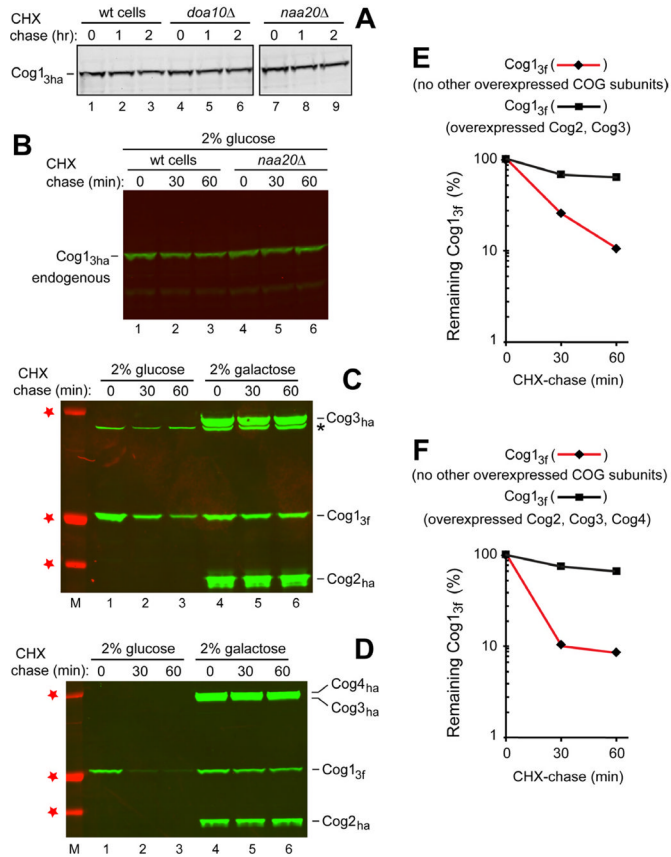 A
CHX
chase (hr):
wt cells
doa10Δ
naa20Δ
0 1 2 0 1 2 0 1 2
Cog13ha
1 2 3 4 5 6 7 8 9
B
2% glucose
CHX
wt cells
naa20Δ
chase (min): 0 30 60 0 30 60
Cog13ha
endogenous
1 2 3 4 5 6
C
CHX
2% glucose
2% galactose
chase (min): 0 30 60 0 30 60
Cog3ha
*
Cog13f
Cog2ha
M 1 2 3 4 5 6
D
CHX
2% glucose
2% galactose
chase (min): 0 30 60 0 30 60
Cog4ha
Cog3ha
Cog13f
Cog2ha
M 1 2 3 4 5 6
E
Cog13f ( )
(no other overexpressed COG subunits)
Cog13f ( )
(overexpressed Cog2, Cog3)
Remaining Cog13f (%)
100
10
1
0 30 60
CHX-chase (min)
F
Cog13f ( )
(no other overexpressed COG subunits)
Cog13f ( )
(overexpressed Cog2, Cog3, Cog4)
Remaining Cog13f (%)
100
10
1
0 30 60
CHX-chase (min)